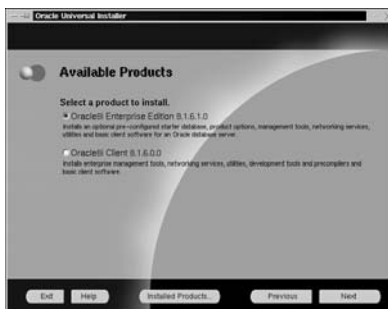 Oracle Universal Installer
Available Products
Select a product to install.
Oracle8i Enterprise Edition 8.1.6.1.0
Installs an optional pre-configured starter database, product options, management tools, networking services,
utilities and basic client software for an Oracle database server.
Oracle8i Client 8.1.6.0.0
Installs enterprise management tools, networking services, utilities, development tools and precompilers and
basic client software.
Exit
Help
Installed Products...
Previous
Next